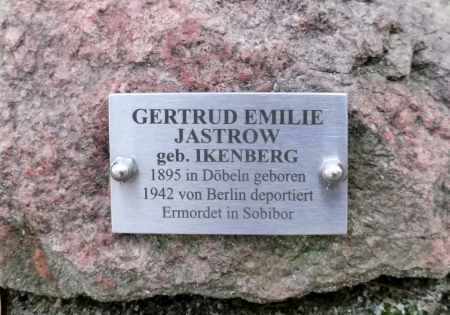 GERTRUD EMILIE
JASTROW
geb. IKENBERG
1895 in Döbeln geboren
1942 von Berlin deportiert
Ermordet in Sobibor